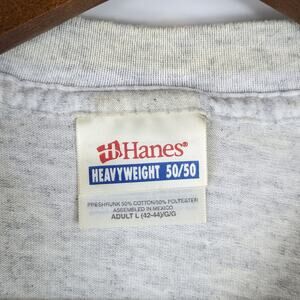 Hanes®
HEAVYWEIGHT 50/50
PRESHRUNK 50% COTTON/50% POLYESTER
ASSEMBLED IN MEXICO
ADULT L (42-44)/G/G